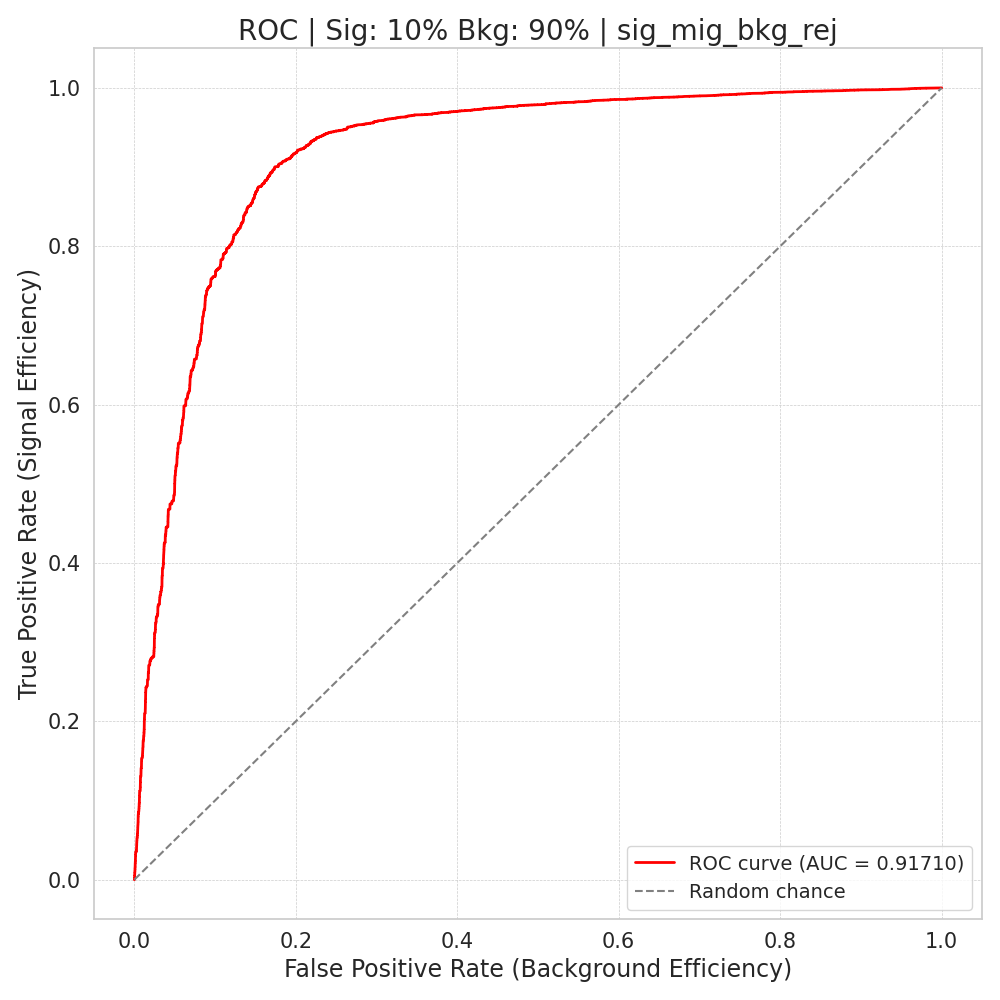 ROC | Sig: 10% Bkg: 90% | sig_mig_bkg_rej
True Positive Rate (Signal Efficiency)
1.0
0.8
0.6
0.4
0.2
0.0
ROC curve (AUC = 0.91710)
Random chance
0.0 0.2 0.4 0.6 0.8 1.0
False Positive Rate (Background Efficiency)